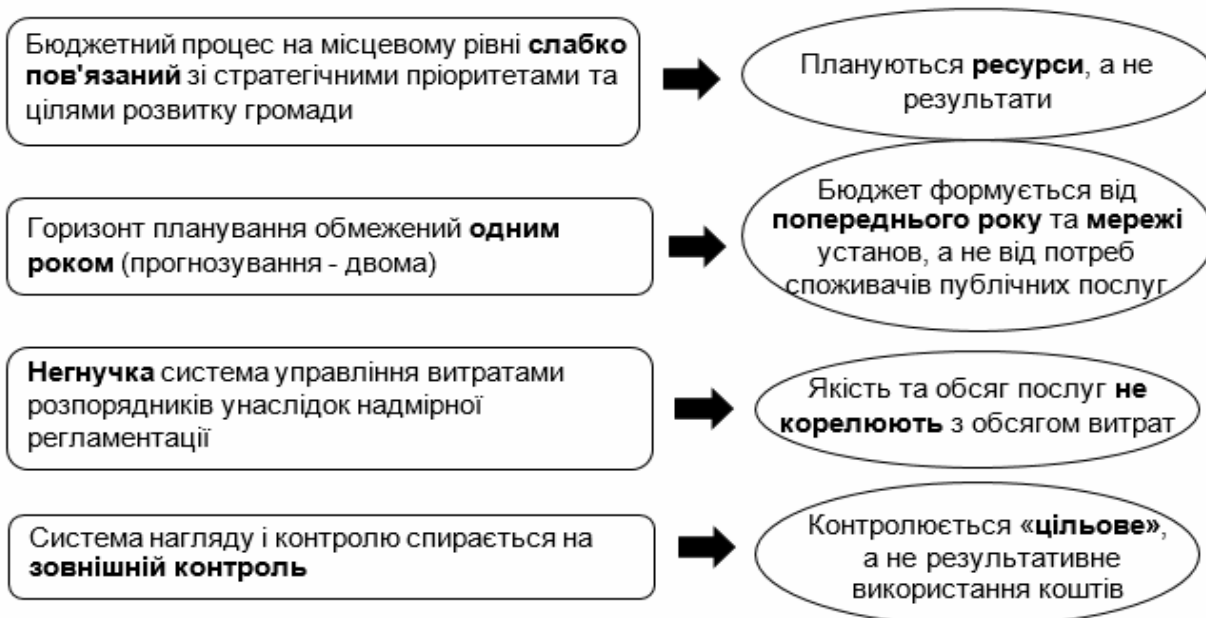 Бюджетний процес на місцевому рівні слабко
пов'язаний зі стратегічними пріоритетами та
цілями розвитку громади
Плануються ресурси, а не
результати
Горизонт планування обмежений одним
роком (прогнозування - двома)
Бюджет формується від
попереднього року та мережі
установ, а не від потреб
споживачів публічних послуг
Негнучка система управління витратами
розпорядників унаслідок надмірної
регламентації
Якість та обсяг послуг не
корелюють з обсягом витрат
Система нагляду і контролю спирається на
зовнішній контроль
Контролюється «цільове»,
а не результативне
використання коштів